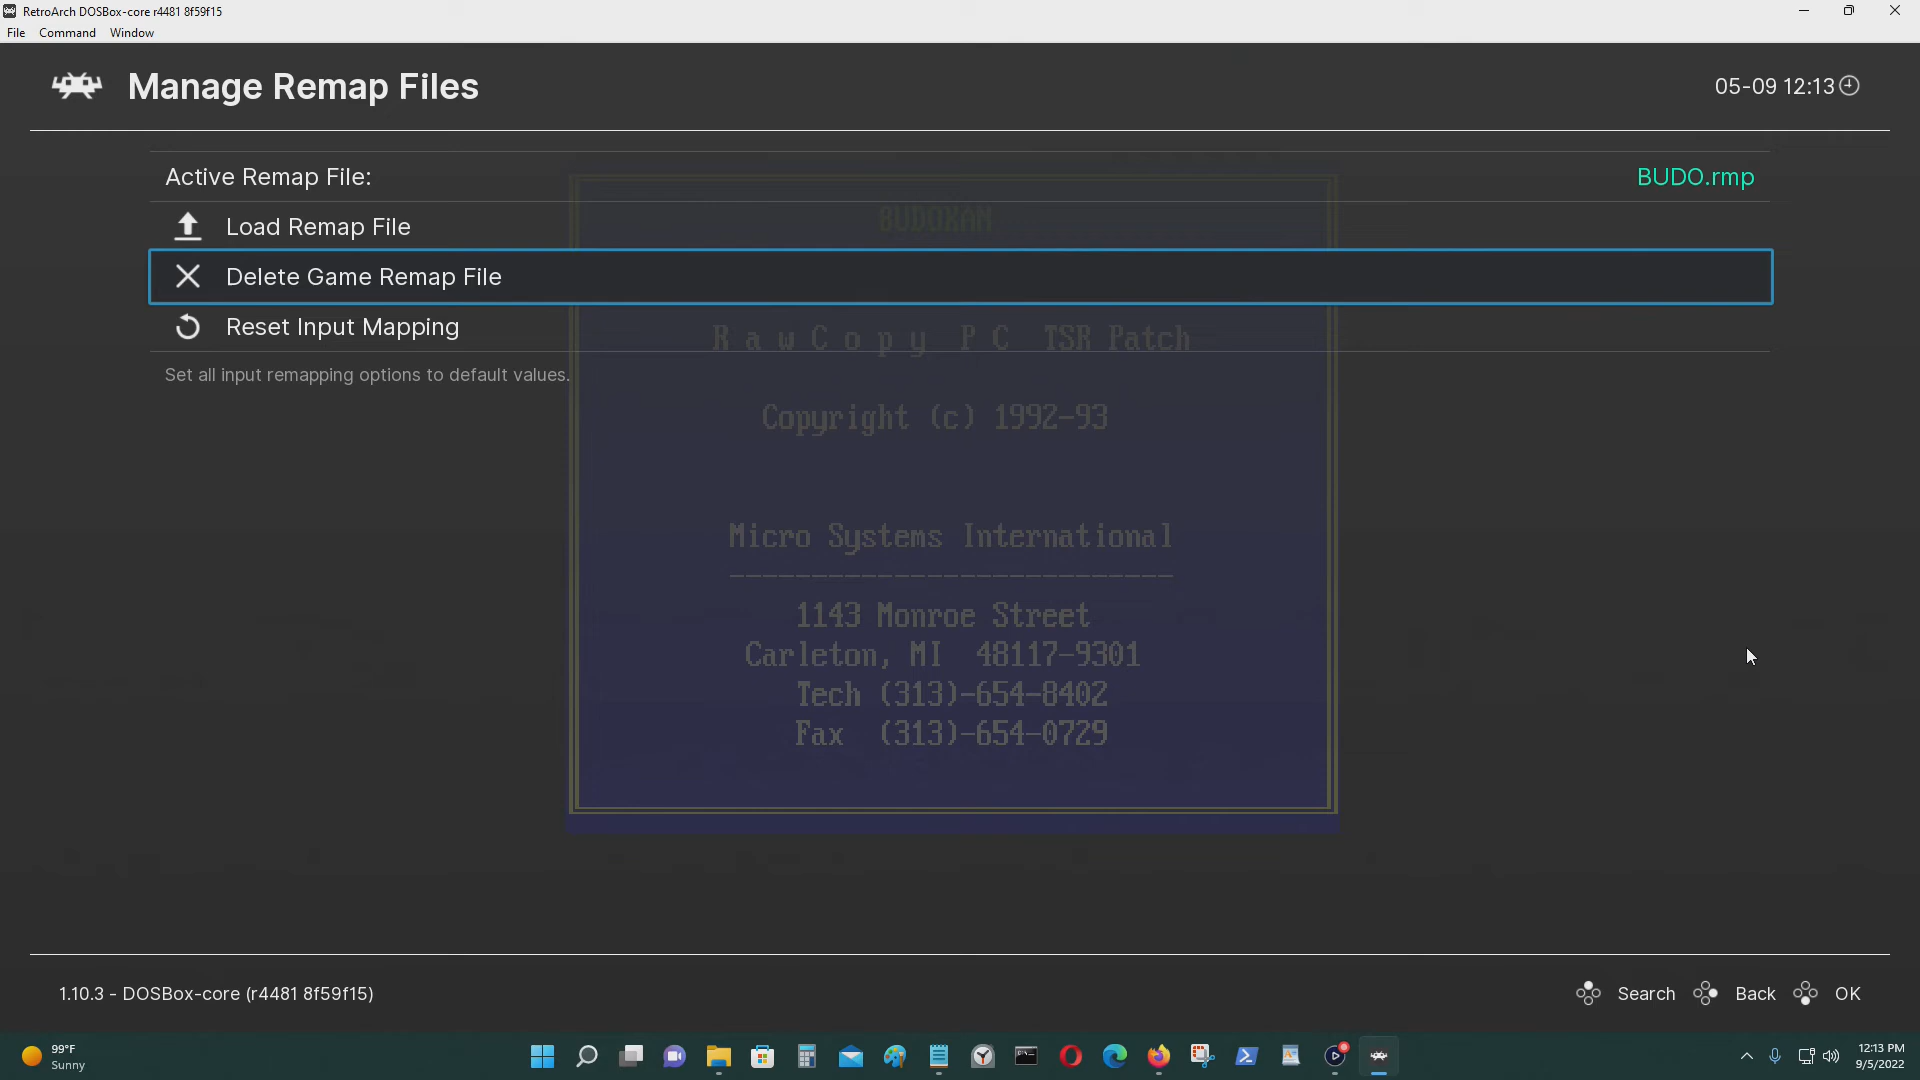 RetroArch DOSBox-core r4481 8f59f15
File Command Window
Manage Remap Files
05-09 12:13
Active Remap File: BUDO.rmp
Load Remap File
Delete Game Remap File
Reset Input Mapping
Set all input remapping options to default values.
BUDOKAN
R a w C o p y P C TSR Patch
Copyright (c) 1992-93
Micro Systems International
---------------------------
1143 Monroe Street
Carleton, MI 48117-9301
Tech (313)-654-8402
Fax (313)-654-0729
1.10.3 - DOSBox-core (r4481 8f59f15)
Search Back OK
99°F
Sunny
12:13 PM
9/5/2022